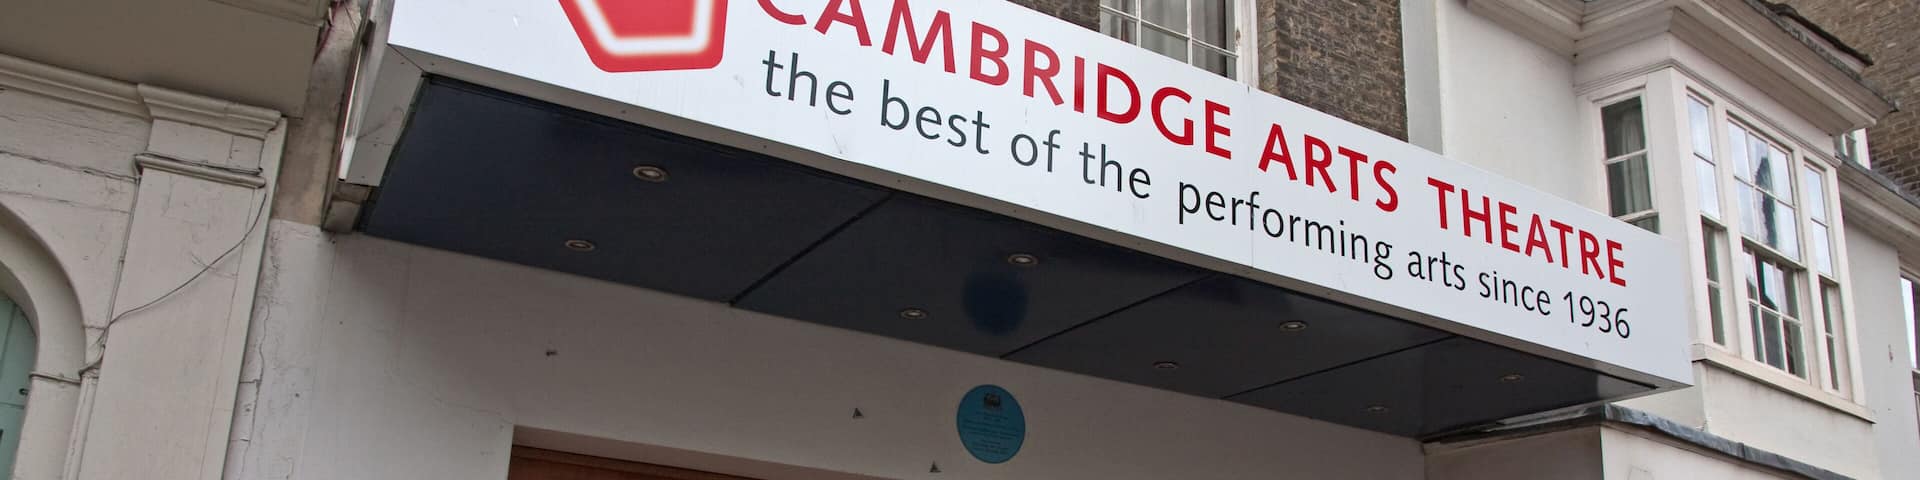 CAMBRIDGE ARTS THEATRE
the best of the performing arts since 1936